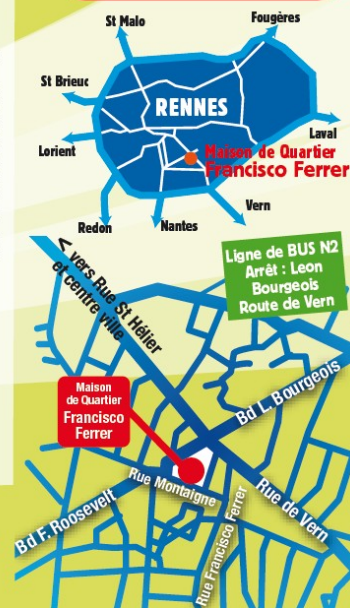 St Malo
Fougères
St Brieuc
RENNES
Lorient
Laval
Maison de Quartier
Francisco Ferrer
Redon
Nantes
Vern
< vers Rue St Hélier
et centre ville
Ligne de BUS N2
Arrêt : Leon
Bourgeois
Route de Vern
Maison
de Quartier
Francisco
Ferrer
Bd L. Bourgeois
Rue Montaigne
Bd F. Roosevelt
Rue Francisco Ferrer
Rue de Vern